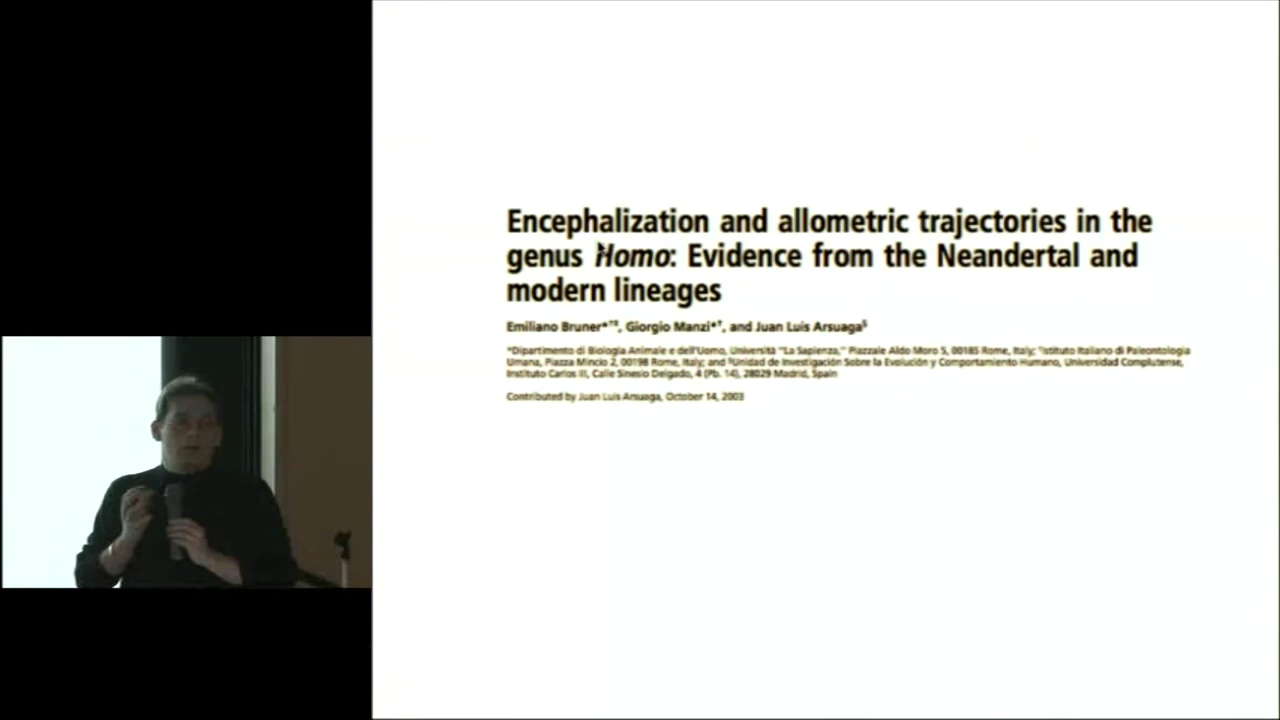 Encephalization and allometric trajectories in the
genus Homo: Evidence from the Neandertal and
modern lineages
Emiliano Bruner*†‡, Giorgio Manzi*†, and Juan Luis Arsuaga§
*Dipartimento di Biologia Animale e dell'Uomo, Università "La Sapienza," Piazzale Aldo Moro 5, 00185 Rome, Italy; †Istituto Italiano di Paleontologia
Umana, Piazza Mincio 2, 00198 Rome, Italy; and §Unidad de Investigación Sobre la Evolución y Comportamiento Humano, Universidad Complutense,
Instituto Carlos III, Calle Sinesio Delgado, 4 (Pb. 14), 28029 Madrid, Spain
Contributed by Juan Luis Arsuaga, October 14, 2003